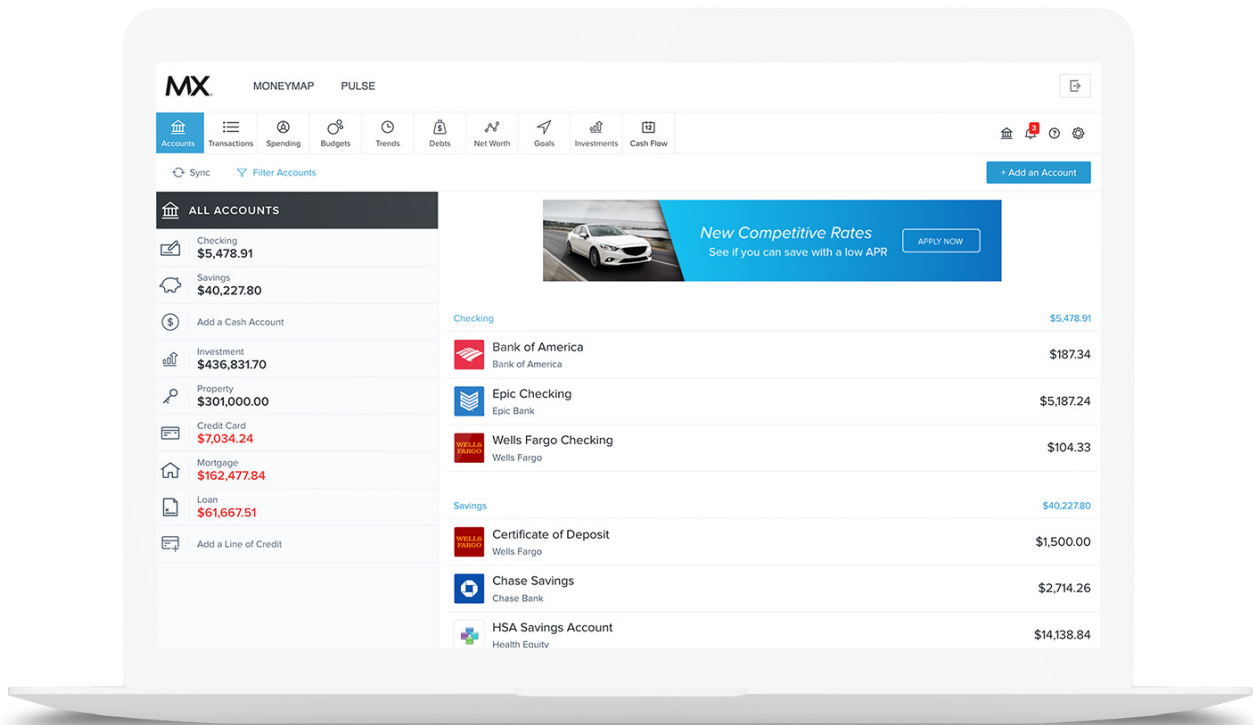 MX
MONEYMAP
PULSE
Accounts
Transactions
Spending
Budgets
Trends
Debts
Net Worth
Goals
Investments
12
Cash Flow
3
Sync
Filter Accounts
+ Add an Account
ALL ACCOUNTS
Checking
$5,478.91
Savings
$40,227.80
Add a Cash Account
Investment
$436,831.70
Property
$301,000.00
Credit Card
$7,034.24
Mortgage
$162,477.84
Loan
$61,667.51
Add a Line of Credit
New Competitive Rates
See if you can save with a low APR
APPLY NOW
Checking $5,478.91
Bank of America
Bank of America
$187.34
Epic Checking
Epic Bank
$5,187.24
WELLS FARGO
Wells Fargo Checking
Wells Fargo
$104.33
Savings $40,227.80
WELLS FARGO
Certificate of Deposit
Wells Fargo
$1,500.00
Chase Savings
Chase Bank
$2,714.26
HSA Savings Account
Health Equity
$14,138.84